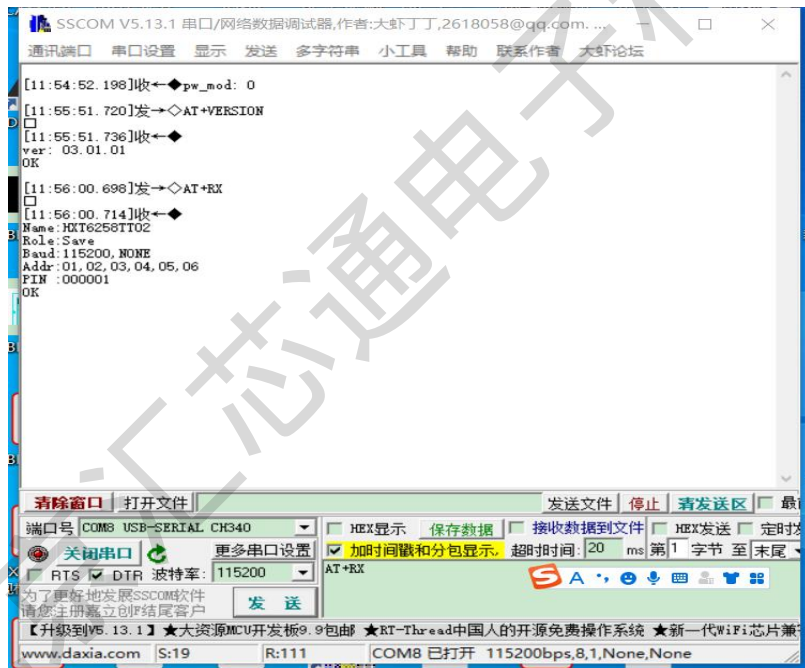 SSCOM V5.13.1 串口/网络数据调试器,作者:大虾丁丁,2618058@qq.com. ...
通讯端口 串口设置 显示 发送 多字符串 小工具 帮助 联系作者 大虾论坛
[11:54:52.198]收←◆pw_mod: 0
[11:55:51.720]发→◇AT+VERSION
□
[11:55:51.736]收←◆
ver: 03.01.01
OK
[11:56:00.698]发→◇AT+RX
□
[11:56:00.714]收←◆
Name:HXT6258TT02
Role:Save
Baud:115200,NONE
Addr:01,02,03,04,05,06
PIN :000001
OK
清除窗口 打开文件 发送文件 停止 清发送区 最
端口号 COM8 USB-SERIAL CH340 HEX显示 保存数据 接收数据到文件 HEX发送 定时发
关闭串口 更多串口设置 加时间戳和分包显示, 超时时间: 20 ms 第 1 字节 至 末尾
RTS DTR 波特率: 115200 AT+RX
为了更好地发展SSCOM软件
请您注册嘉立创F结尾客户
发 送
【升级到V5.13.1】★大资源MCU开发板9.9包邮 ★RT-Thread中国人的开源免费操作系统 ★新一代WiFi芯片兼
www.daxia.com S:19 R:111 COM8 已打开 115200bps,8,1,None,None
汇芯通电子